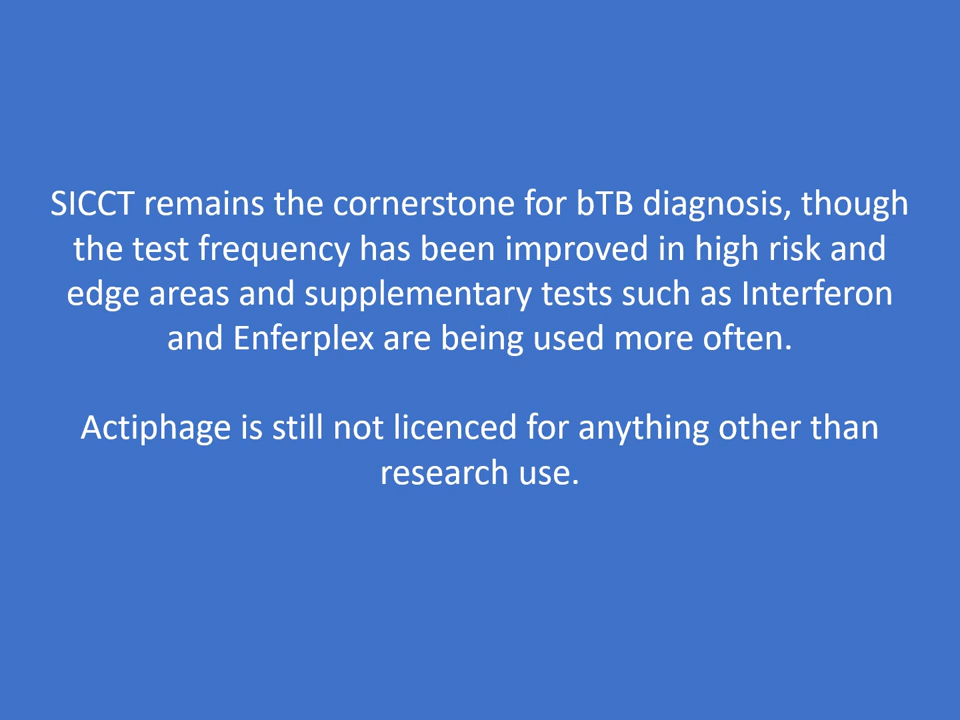 SICCT remains the cornerstone for bTB diagnosis, though
the test frequency has been improved in high risk and
edge areas and supplementary tests such as Interferon
and Enferplex are being used more often.
Actiphage is still not licenced for anything other than
research use.